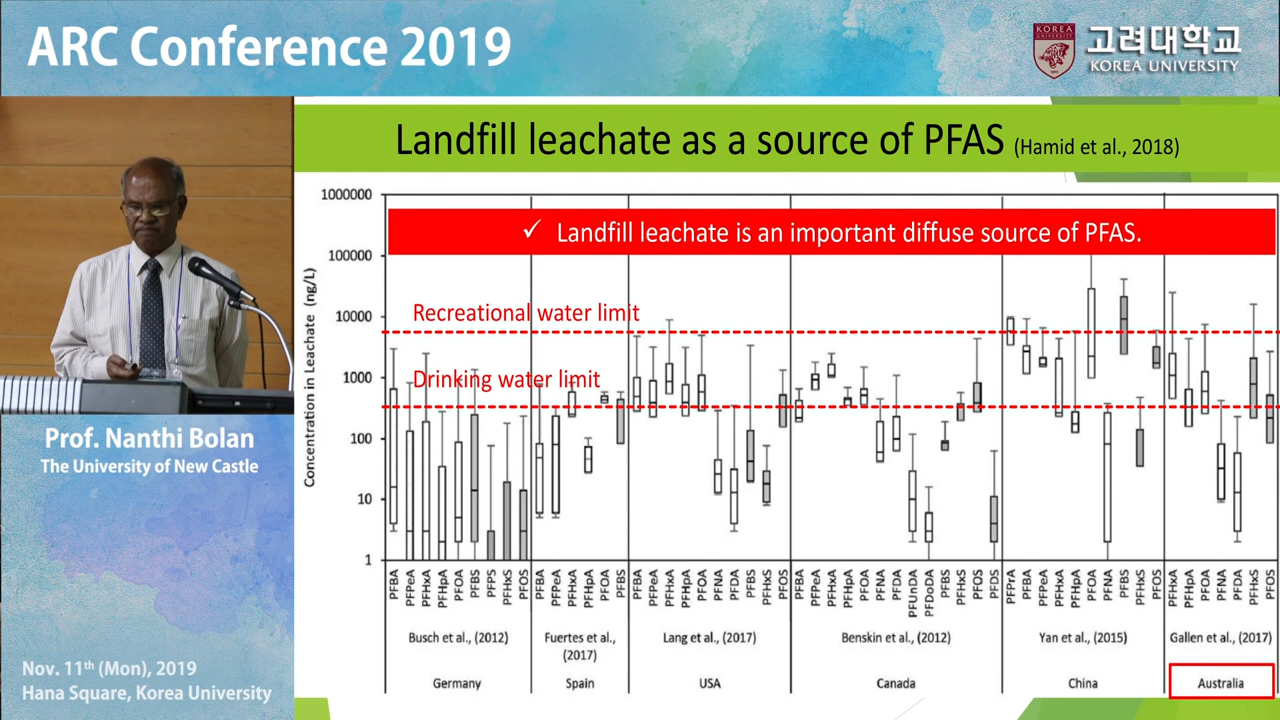 ARC Conference 2019
KOREA
UNIVERSITY
고려대학교
KOREA UNIVERSITY
Landfill leachate as a source of PFAS (Hamid et al., 2018)
✓ Landfill leachate is an important diffuse source of PFAS.
Recreational water limit
Drinking water limit
Concentration in Leachate (ng/L)
1000000
100000
10000
1000
100
10
1
PFBA PFPeA PFHxA PFHpA PFOA PFBS PFPS PFHxS PFOS
PFBA PFPeA PFHxA PFHpA PFOA PFBS
PFBA PFPeA PFHxA PFHpA PFOA PFNA PFDA PFBS PFHxS PFOS
PFBA PFPeA PFHxA PFHpA PFOA PFNA PFDA PFUnDA PFDoDA PFBS PFHxS PFOS PFDS
PFPrA PFBA PFPeA PFHxA PFHpA PFOA PFNA PFBS PFHxS PFOS
PFHxA PFHpA PFOA PFNA PFDA PFHxS PFOS
Busch et al., (2012)
Fuertes et al.,
(2017)
Lang et al., (2017)
Benskin et al., (2012)
Yan et al., (2015)
Gallen et al., (2017)
Germany
Spain
USA
Canada
China
Australia
Prof. Nanthi Bolan
The University of New Castle
Nov. 11th (Mon), 2019
Hana Square, Korea University